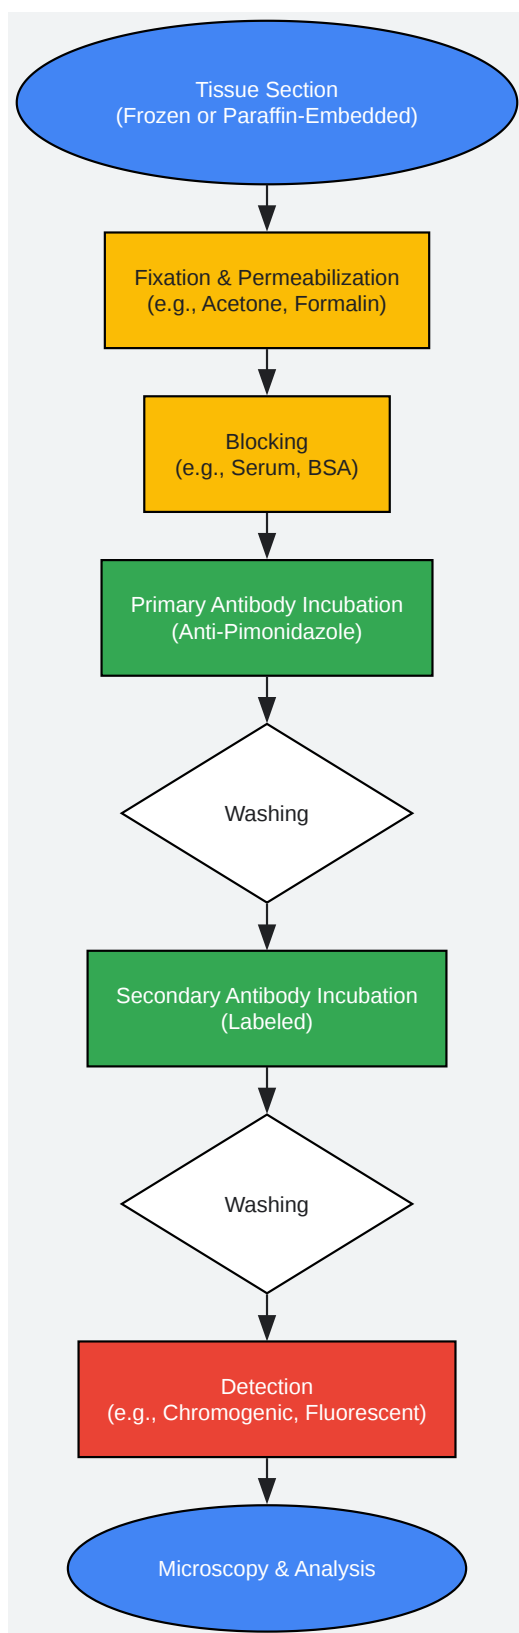 Tissue Section
(Frozen or Paraffin-Embedded)
Fixation & Permeabilization
(e.g., Acetone, Formalin)
Blocking
(e.g., Serum, BSA)
Primary Antibody Incubation
(Anti-Pimonidazole)
Washing
Secondary Antibody Incubation
(Labeled)
Washing
Detection
(e.g., Chromogenic, Fluorescent)
Microscopy & Analysis